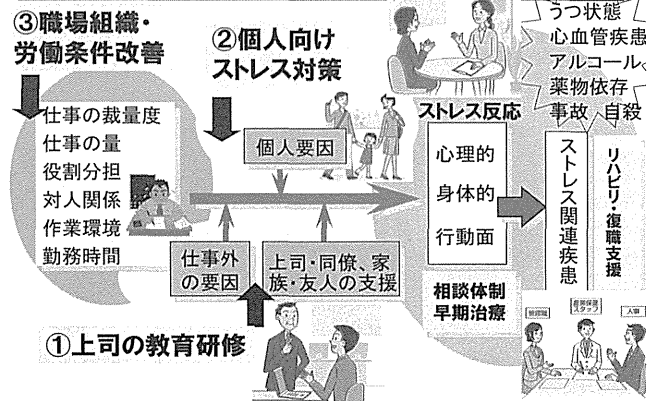 ③職場組織・
労働条件改善
②個人向け
ストレス対策
うつ状態
心血管疾患
アルコール
薬物依存
事故 自殺
仕事の裁量度
仕事の量
役割分担
対人関係
作業環境
勤務時間
個人要因
ストレス反応
心理的
身体的
行動面
ストレス関連疾患
リハビリ・復職支援
仕事外
の要因
上司・同僚、家
族・友人の支援
相談体制
早期治療
①上司の教育研修
産業保健
スタッフ
人事